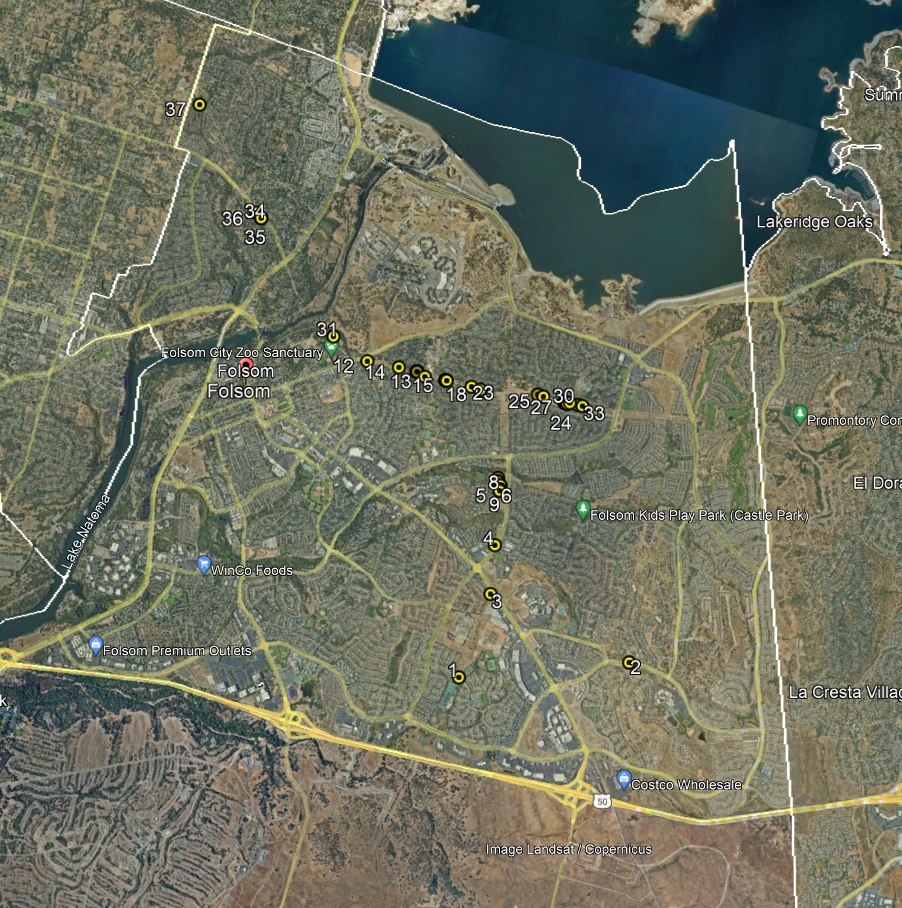 Summ
37
34
36
35
Lakeridge Oaks
31
Folsom City Zoo Sanctuary
12
14
Folsom
13
15
Folsom
18
23
25
30
27
33
24
Promontory Con
8
5
6
9
El Dora
Folsom Kids Play Park (Castle Park)
Lake Natoma
4
WinCo Foods
3
Folsom Premium Outlets
1
2
k,
La Cresta Villag
Costco Wholesale
50
Image Landsat / Copernicus